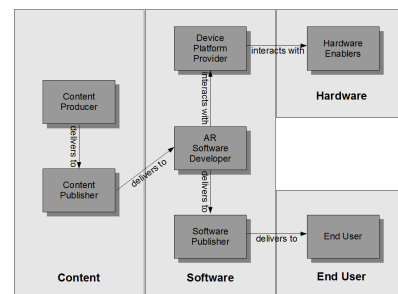 Device
Platform
Provider
interacts with
Hardware
Enablers
Hardware
Content
Producer
interacts with
delivers to
AR
Software
Developer
Content
Publisher
delivers to
delivers to
Software
Publisher
delivers to
End User
Content
Software
End User